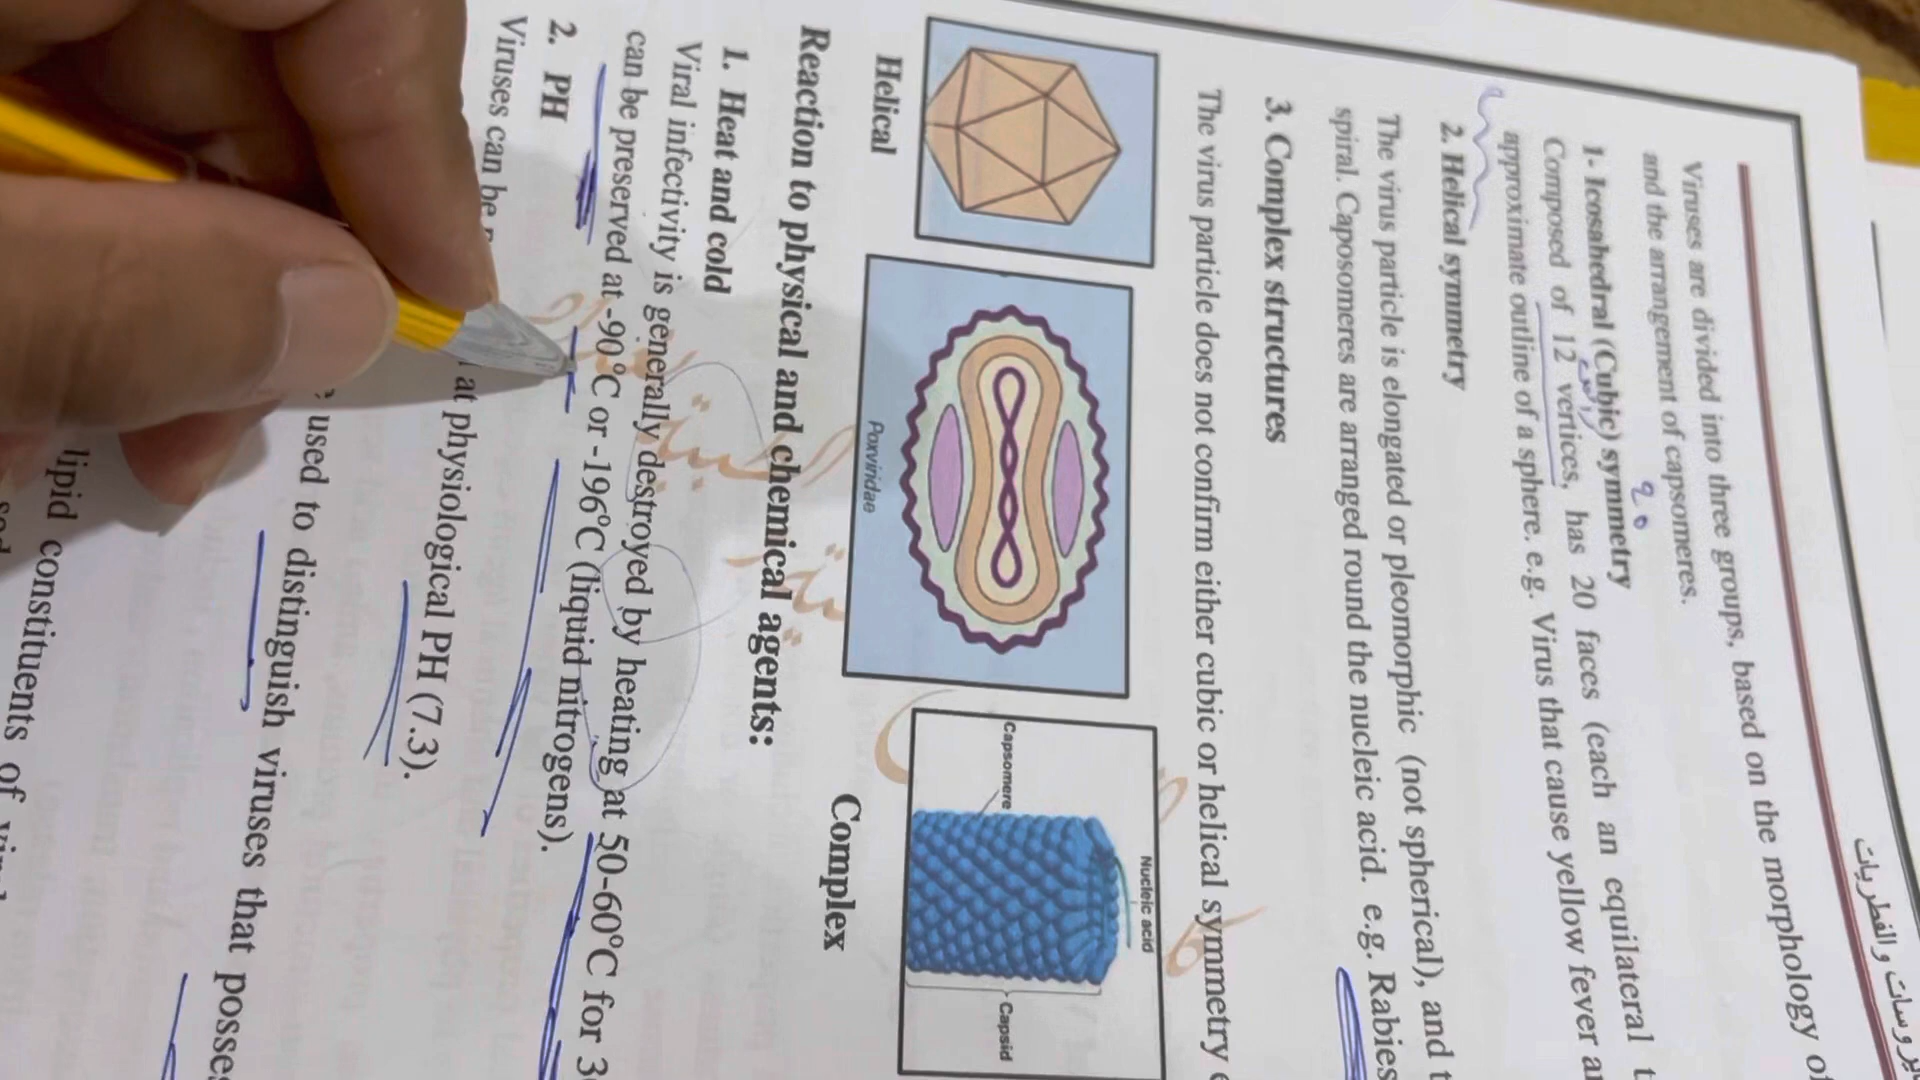 يروسات والفطريات
Viruses are divided into three groups, based on the morphology of
and the arrangement of capsomeres.
1- Icosahedral (Cubic) symmetry
Composed of 12 vertices, has 20 faces (each an equilateral t
approximate outline of a sphere. e.g. Virus that cause yellow fever a
2. Helical symmetry
The virus particle is elongated or pleomorphic (not spherical), and t
spiral. Caposomeres are arranged round the nucleic acid. e.g. Rabies
3. Complex structures
The virus particle does not confirm either cubic or helical symmetry
Nucleic acid
Capsomere
Capsid
Poxviridae
Helical
Complex
Reaction to physical and chemical agents:
1. Heat and cold
Viral infectivity is generally destroyed by heating at 50-60°C for 3
can be preserved at -90°C or -196°C (liquid nitrogens).
2. PH
Viruses can be
at physiological PH (7.3).
used to distinguish viruses that posses
lipid constituents of